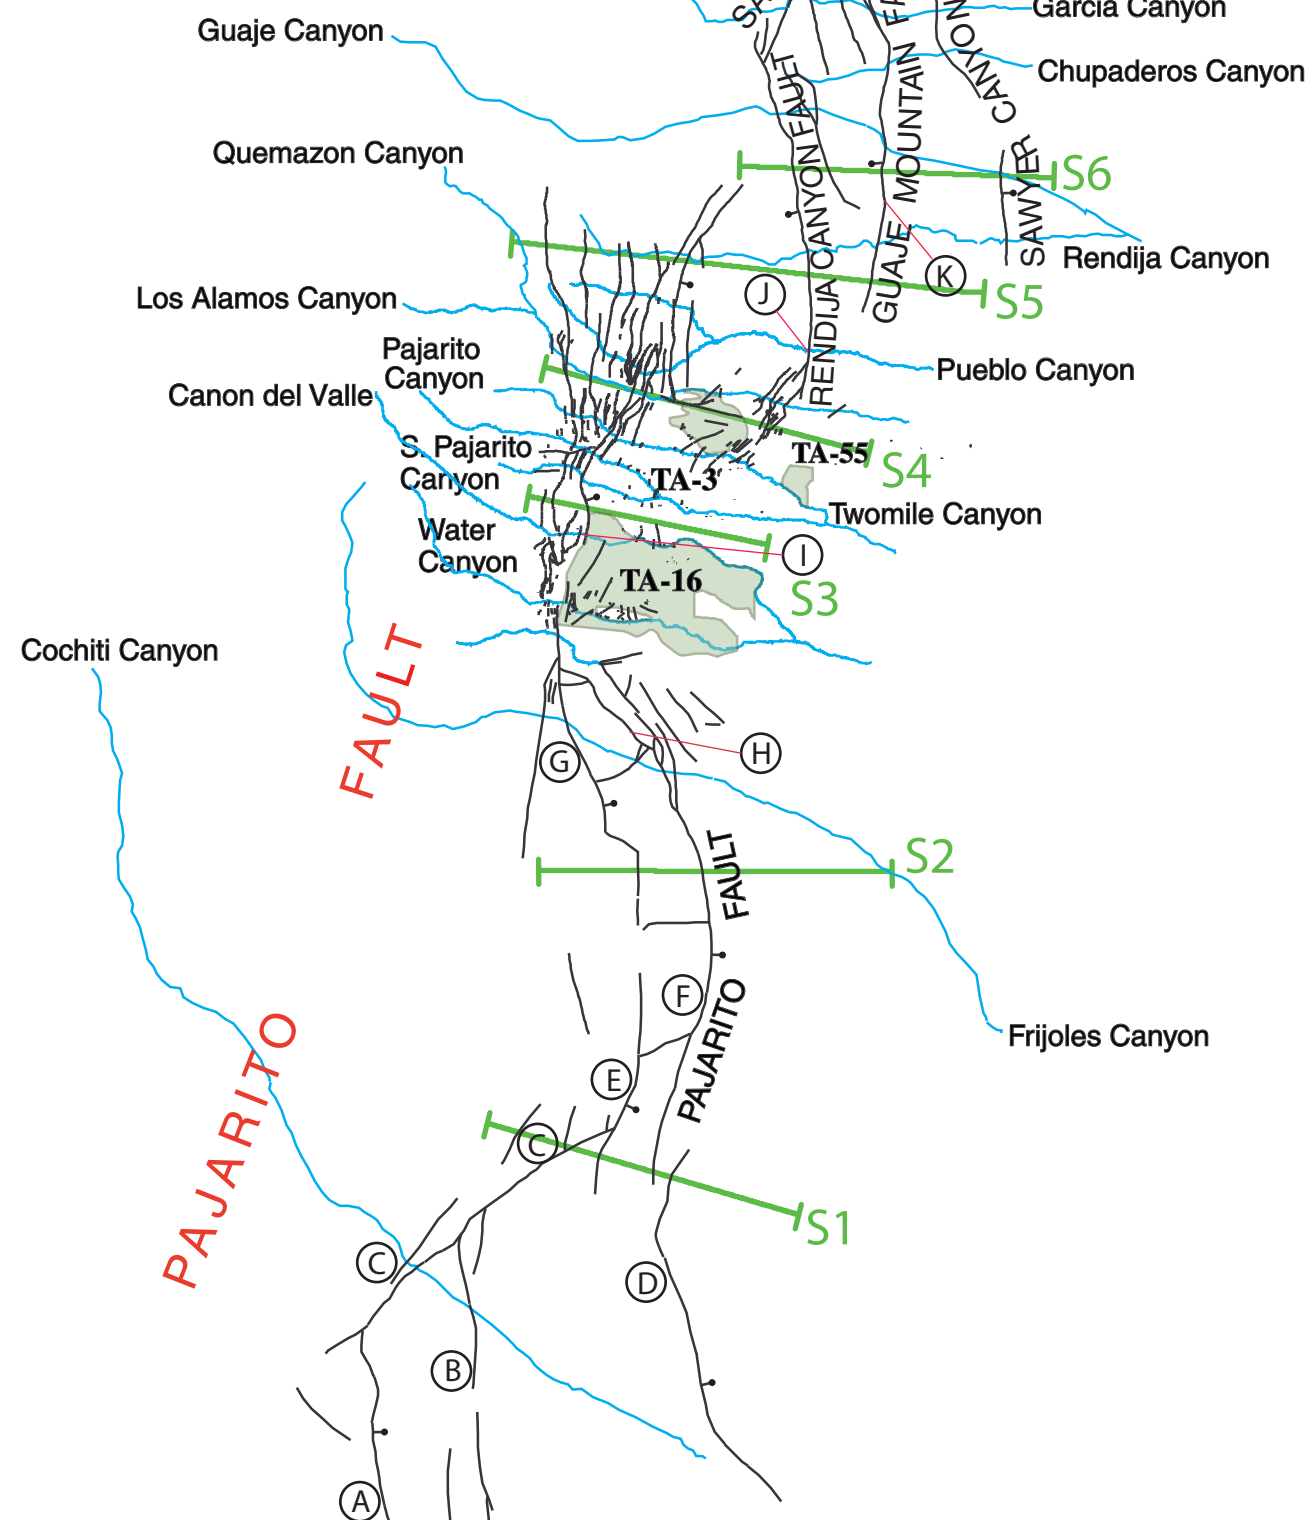 Garcia Canyon
Guaje Canyon
Chupaderos Canyon
CANYON
Quemazon Canyon
S6
SAWYER CANYON
GUAJE MOUNTAIN
RENDIJA CANYON FAULT
Rendija Canyon
K
J
S5
Los Alamos Canyon
Pajarito
Canyon
Pueblo Canyon
Canon del Valle
S. Pajarito
Canyon
TA-55
S4
TA-3
Twomile Canyon
Water
Canyon
I
TA-16
S3
Cochiti Canyon
PAJARITO FAULT
G
H
S2
PAJARITO FAULT
F
Frijoles Canyon
E
C
S1
C
D
B
A